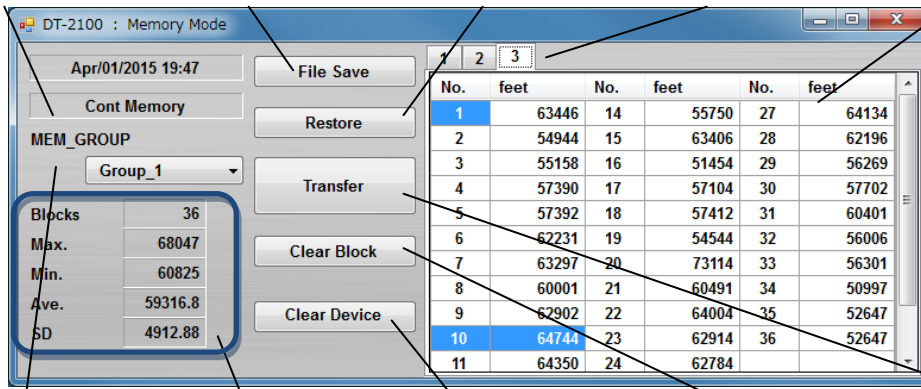 DT-2100 : Memory Mode
Apr/01/2015 19:47
Cont Memory
MEM_GROUP
Group_1
Blocks 36
Max. 68047
Min. 60825
Ave. 59316.8
SD 4912.88
File Save
Restore
Transfer
Clear Block
Clear Device
1 2 3
No. feet No. feet No. feet
1 63446 14 55750 27 64134
2 54944 15 63406 28 62196
3 55158 16 51454 29 56269
4 57390 17 57104 30 57702
5 57392 18 57412 31 60401
6 62231 19 54544 32 56006
7 63297 20 73114 33 56301
8 60001 21 60491 34 50997
9 62902 22 64004 35 52647
10 64744 23 62914 36 52647
11 64350 24 62784